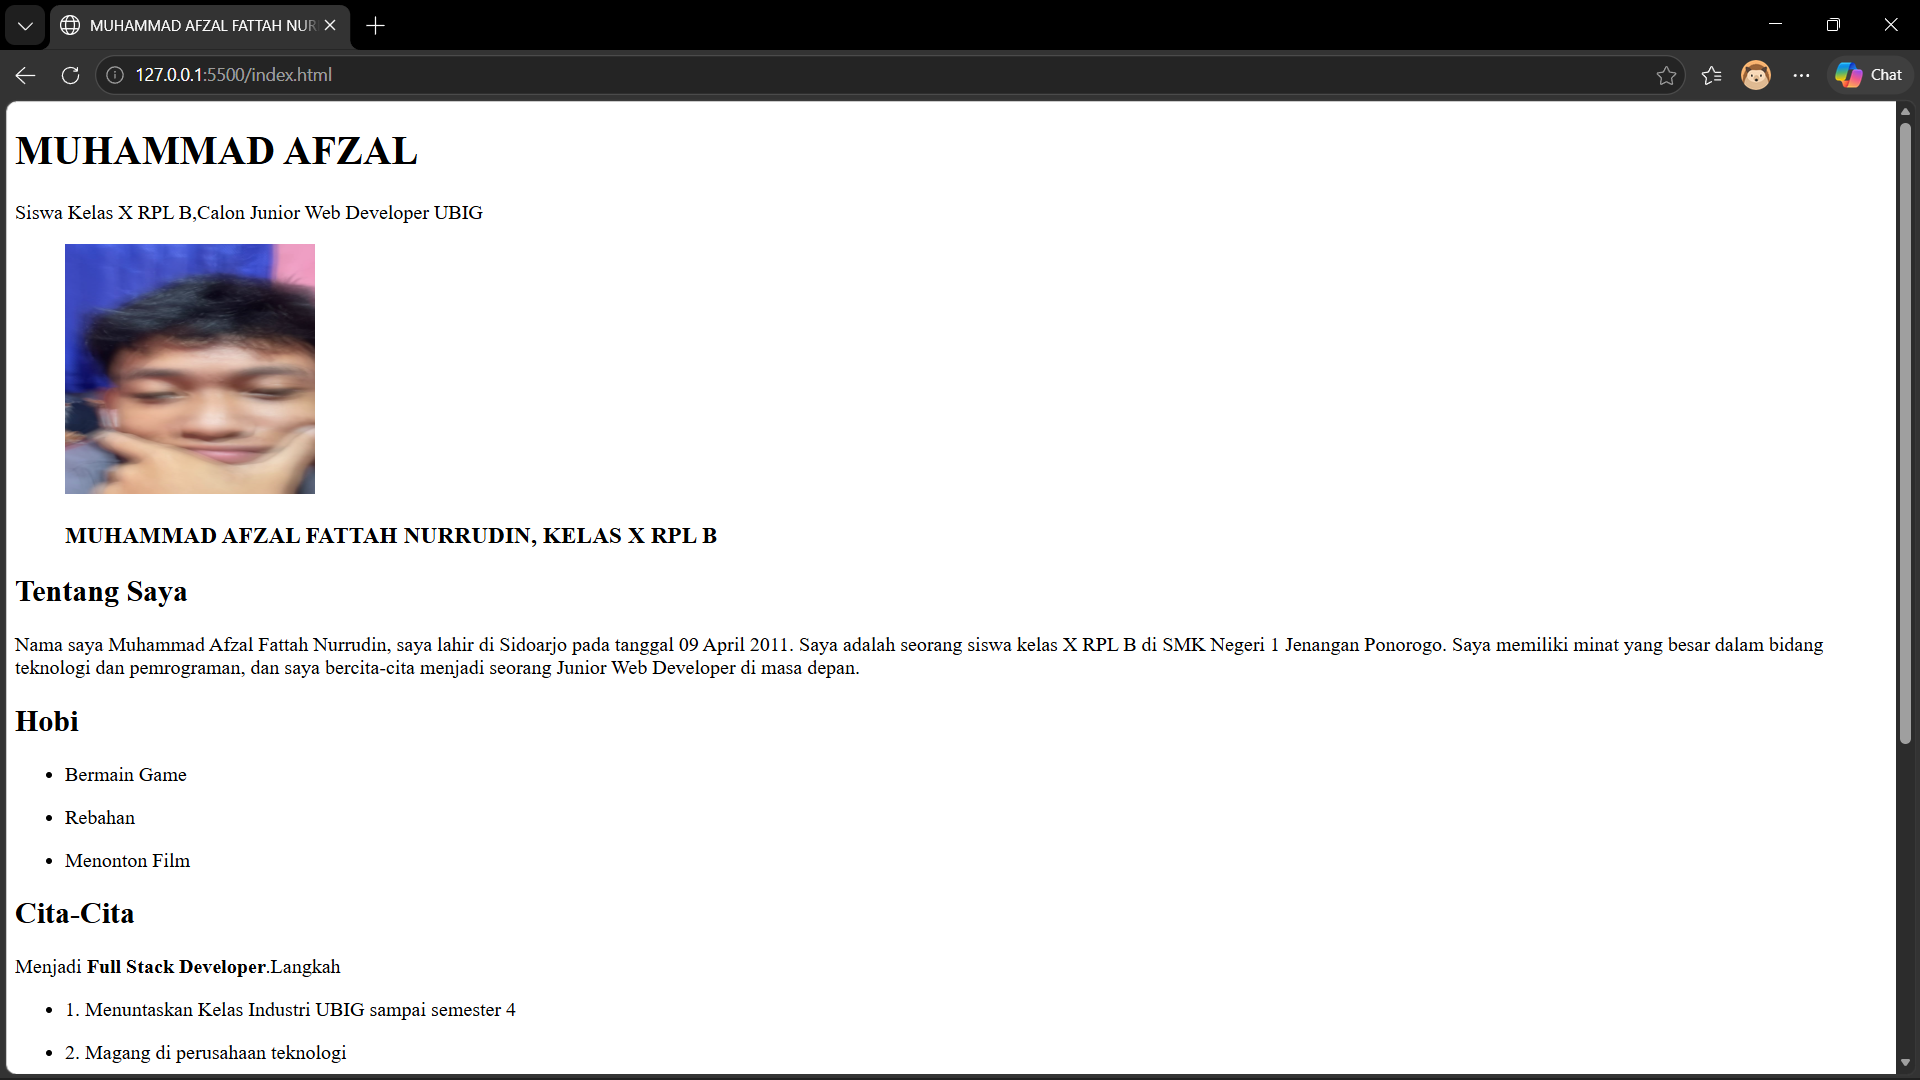 MUHAMMAD AFZAL FATTAH NUR
127.0.0.1:5500/index.html
Chat
MUHAMMAD AFZAL
Siswa Kelas X RPL B,Calon Junior Web Developer UBIG
MUHAMMAD AFZAL FATTAH NURRUDIN, KELAS X RPL B
Tentang Saya
Nama saya Muhammad Afzal Fattah Nurrudin, saya lahir di Sidoarjo pada tanggal 09 April 2011. Saya adalah seorang siswa kelas X RPL B di SMK Negeri 1 Jenangan Ponorogo. Saya memiliki minat yang besar dalam bidang
teknologi dan pemrograman, dan saya bercita-cita menjadi seorang Junior Web Developer di masa depan.
Hobi
• Bermain Game
• Rebahan
• Menonton Film
Cita-Cita
Menjadi Full Stack Developer.Langkah
• 1. Menuntaskan Kelas Industri UBIG sampai semester 4
• 2. Magang di perusahaan teknologi